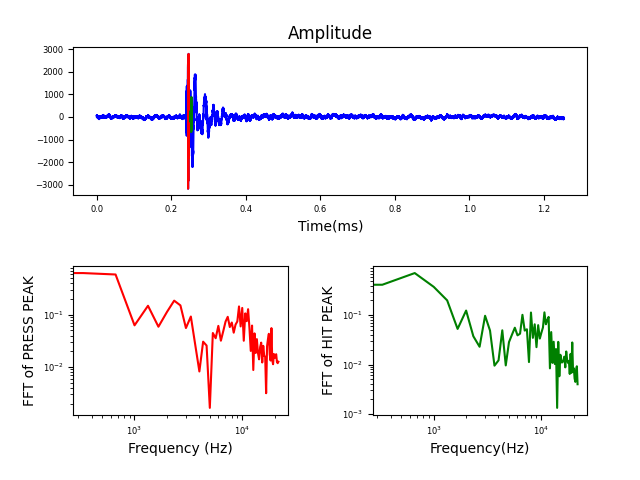 Amplitude
3000
2000
1000
0
−1000
−2000
−3000
0.0 0.2 0.4 0.6 0.8 1.0 1.2
Time(ms)
FFT of PRESS PEAK
10⁻¹
10⁻²
10³ 10⁴
Frequency (Hz)
FFT of HIT PEAK
10⁻¹
10⁻²
10⁻³
10³ 10⁴
Frequency(Hz)